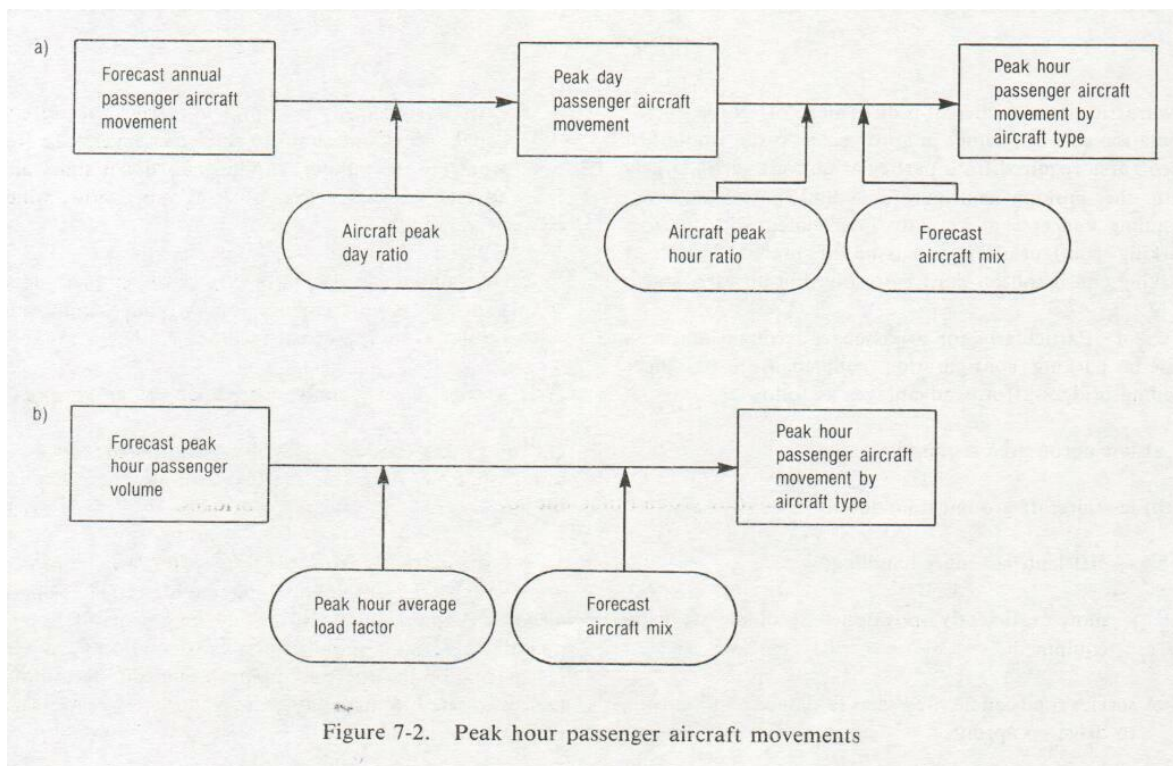 a)
Forecast annual
passenger aircraft
movement
Peak day
passenger aircraft
movement
Peak hour
passenger aircraft
movement by
aircraft type
Aircraft peak
day ratio
Aircraft peak
hour ratio
Forecast
aircraft mix
b)
Forecast peak
hour passenger
volume
Peak hour
passenger aircraft
movement by
aircraft type
Peak hour average
load factor
Forecast
aircraft mix
Figure 7-2. Peak hour passenger aircraft movements